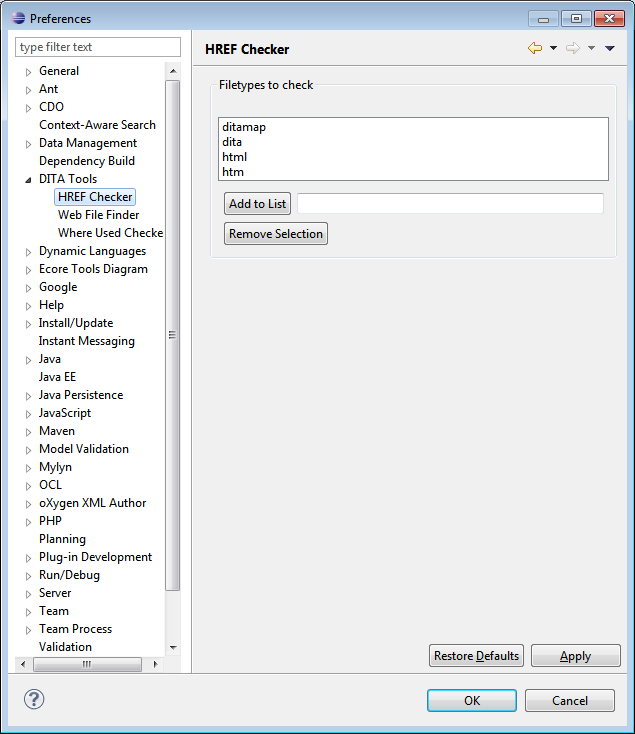 Preferences
type filter text
General
Ant
CDO
Context-Aware Search
Data Management
Dependency Build
DITA Tools
HREF Checker
Web File Finder
Where Used Checke
Dynamic Languages
Ecore Tools Diagram
Google
Help
Install/Update
Instant Messaging
Java
Java EE
Java Persistence
JavaScript
Maven
Model Validation
Mylyn
OCL
oXygen XML Author
PHP
Planning
Plug-in Development
Run/Debug
Server
Team
Team Process
Validation
HREF Checker
Filetypes to check
ditamap
dita
html
htm
Add to List
Remove Selection
Restore Defaults
Apply
OK
Cancel